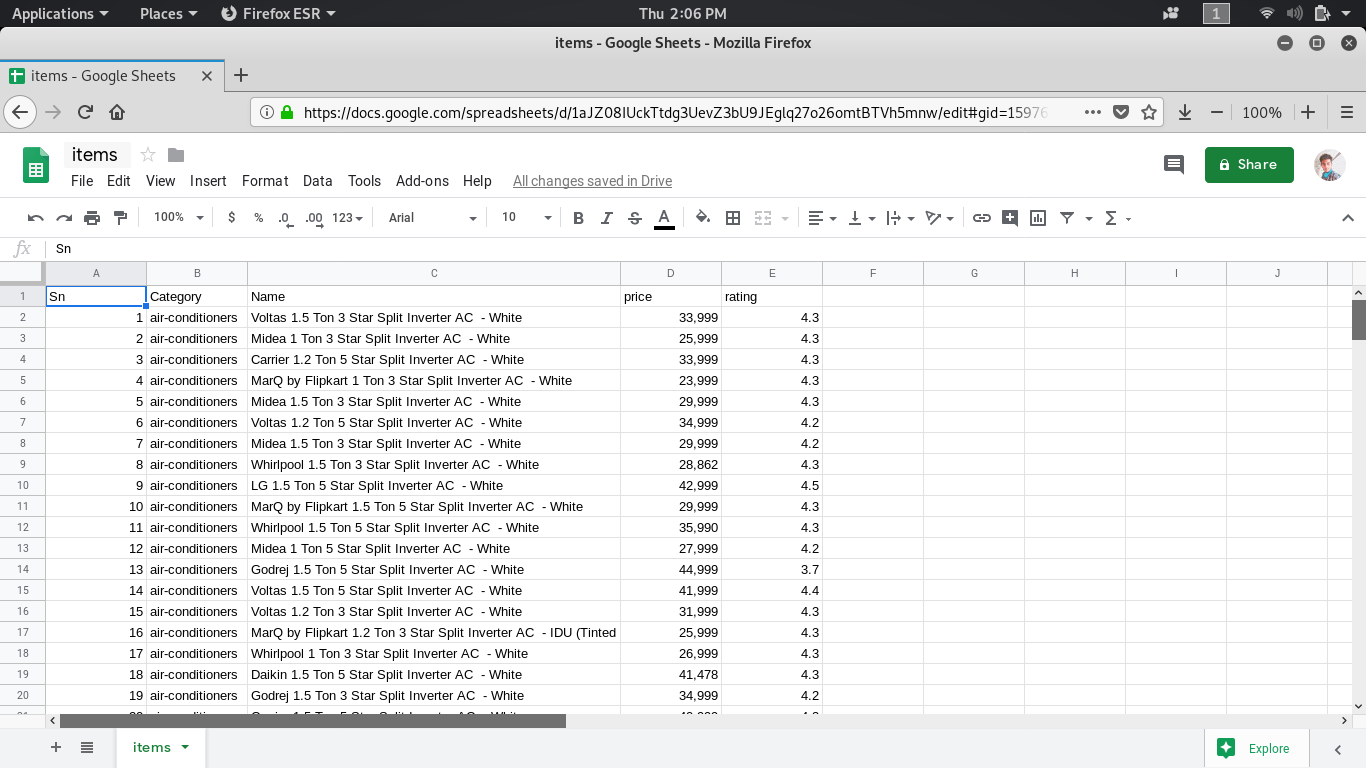 Applications Places Firefox ESR Thu 2:06 PM 1
items - Google Sheets - Mozilla Firefox
items - Google Sheets
https://docs.google.com/spreadsheets/d/1aJZ08IUckTtdg3UevZ3bU9JEglq27o26omtBTVh5mnw/edit#gid=15976 100%
items
Share
File Edit View Insert Format Data Tools Add-ons Help All changes saved in Drive
100% $ % .0 .00 123 Arial 10 B I S A Σ
fx Sn
A B C D E F G H I J
1 Sn Category Name price rating
2 1 air-conditioners Voltas 1.5 Ton 3 Star Split Inverter AC - White 33,999 4.3
3 2 air-conditioners Midea 1 Ton 3 Star Split Inverter AC - White 25,999 4.3
4 3 air-conditioners Carrier 1.2 Ton 5 Star Split Inverter AC - White 33,999 4.3
5 4 air-conditioners MarQ by Flipkart 1 Ton 3 Star Split Inverter AC - White 23,999 4.3
6 5 air-conditioners Midea 1.5 Ton 3 Star Split Inverter AC - White 29,999 4.3
7 6 air-conditioners Voltas 1.2 Ton 5 Star Split Inverter AC - White 34,999 4.2
8 7 air-conditioners Midea 1.5 Ton 3 Star Split Inverter AC - White 29,999 4.2
9 8 air-conditioners Whirlpool 1.5 Ton 3 Star Split Inverter AC - White 28,862 4.3
10 9 air-conditioners LG 1.5 Ton 5 Star Split Inverter AC - White 42,999 4.5
11 10 air-conditioners MarQ by Flipkart 1.5 Ton 5 Star Split Inverter AC - White 29,999 4.3
12 11 air-conditioners Whirlpool 1.5 Ton 5 Star Split Inverter AC - White 35,990 4.3
13 12 air-conditioners Midea 1 Ton 5 Star Split Inverter AC - White 27,999 4.2
14 13 air-conditioners Godrej 1.5 Ton 5 Star Split Inverter AC - White 44,999 3.7
15 14 air-conditioners Voltas 1.5 Ton 5 Star Split Inverter AC - White 41,999 4.4
16 15 air-conditioners Voltas 1.2 Ton 3 Star Split Inverter AC - White 31,999 4.3
17 16 air-conditioners MarQ by Flipkart 1.2 Ton 3 Star Split Inverter AC - IDU (Tinted 25,999 4.3
18 17 air-conditioners Whirlpool 1 Ton 3 Star Split Inverter AC - White 26,999 4.3
19 18 air-conditioners Daikin 1.5 Ton 5 Star Split Inverter AC - White 41,478 4.3
20 19 air-conditioners Godrej 1.5 Ton 3 Star Split Inverter AC - White 34,999 4.2
items Explore